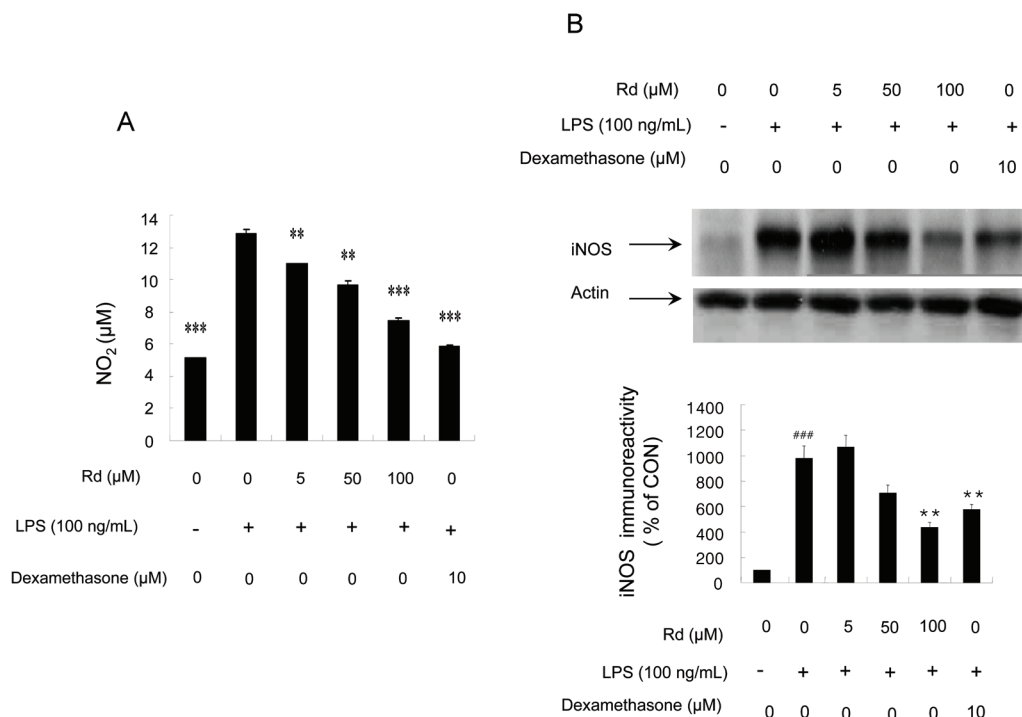 A
14
12
10
8
6
4
2
0
NO2 (µM)
*** ** ** *** ***
Rd (µM) 0 0 5 50 100 0
LPS (100 ng/mL) - + + + + +
Dexamethasone (µM) 0 0 0 0 0 10
B
Rd (µM) 0 0 5 50 100 0
LPS (100 ng/mL) - + + + + +
Dexamethasone (µM) 0 0 0 0 0 10
iNOS
Actin
iNOS immunoreactivity
( % of CON)
1400
1200
1000
800
600
400
200
0
### ** **
Rd (µM) 0 0 5 50 100 0
LPS (100 ng/mL) - + + + + +
Dexamethasone (µM) 0 0 0 0 0 10